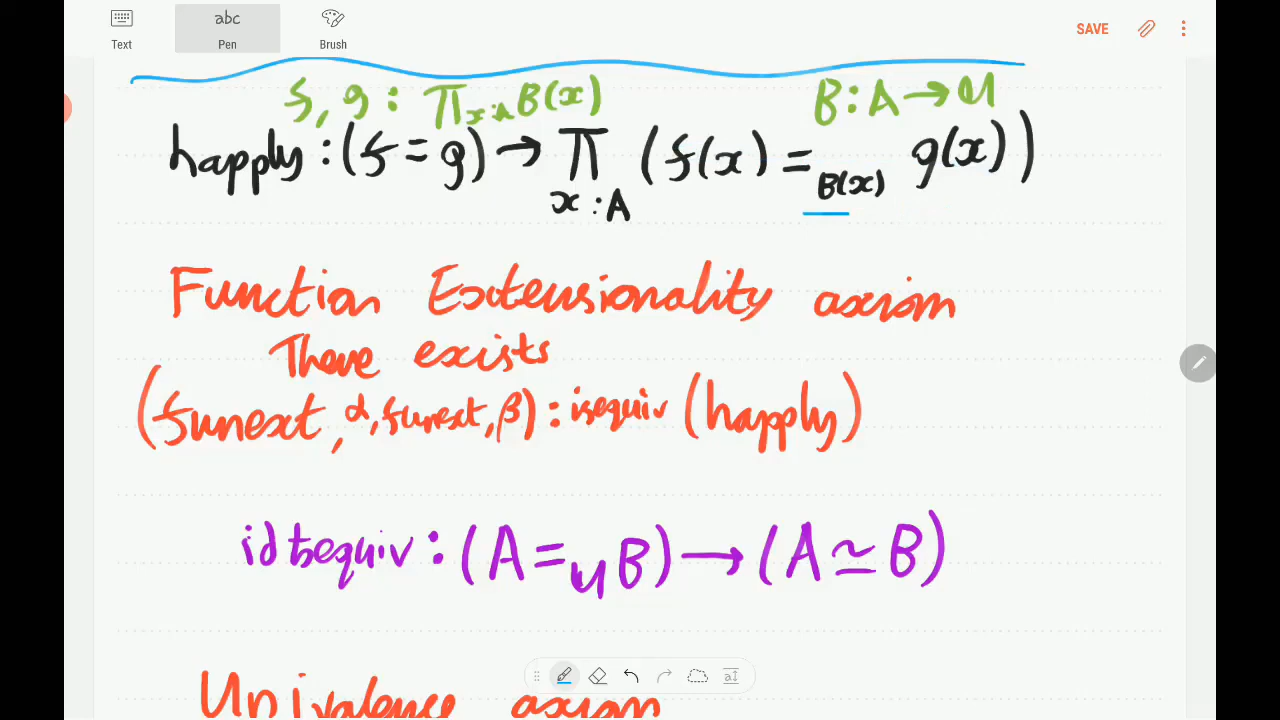 Text
abc
Pen
Brush
SAVE
f, g : Π_{x:A} B(x)    B : A → U
happly : (f = g) → Π_{x : A} (f(x) =_{B(x)} g(x))
Function Extensionality axiom
There exists
(funext, α, funext, β) : isequiv (happly)
idtoequiv : (A =_U B) → (A ≃ B)
Univalence axiom